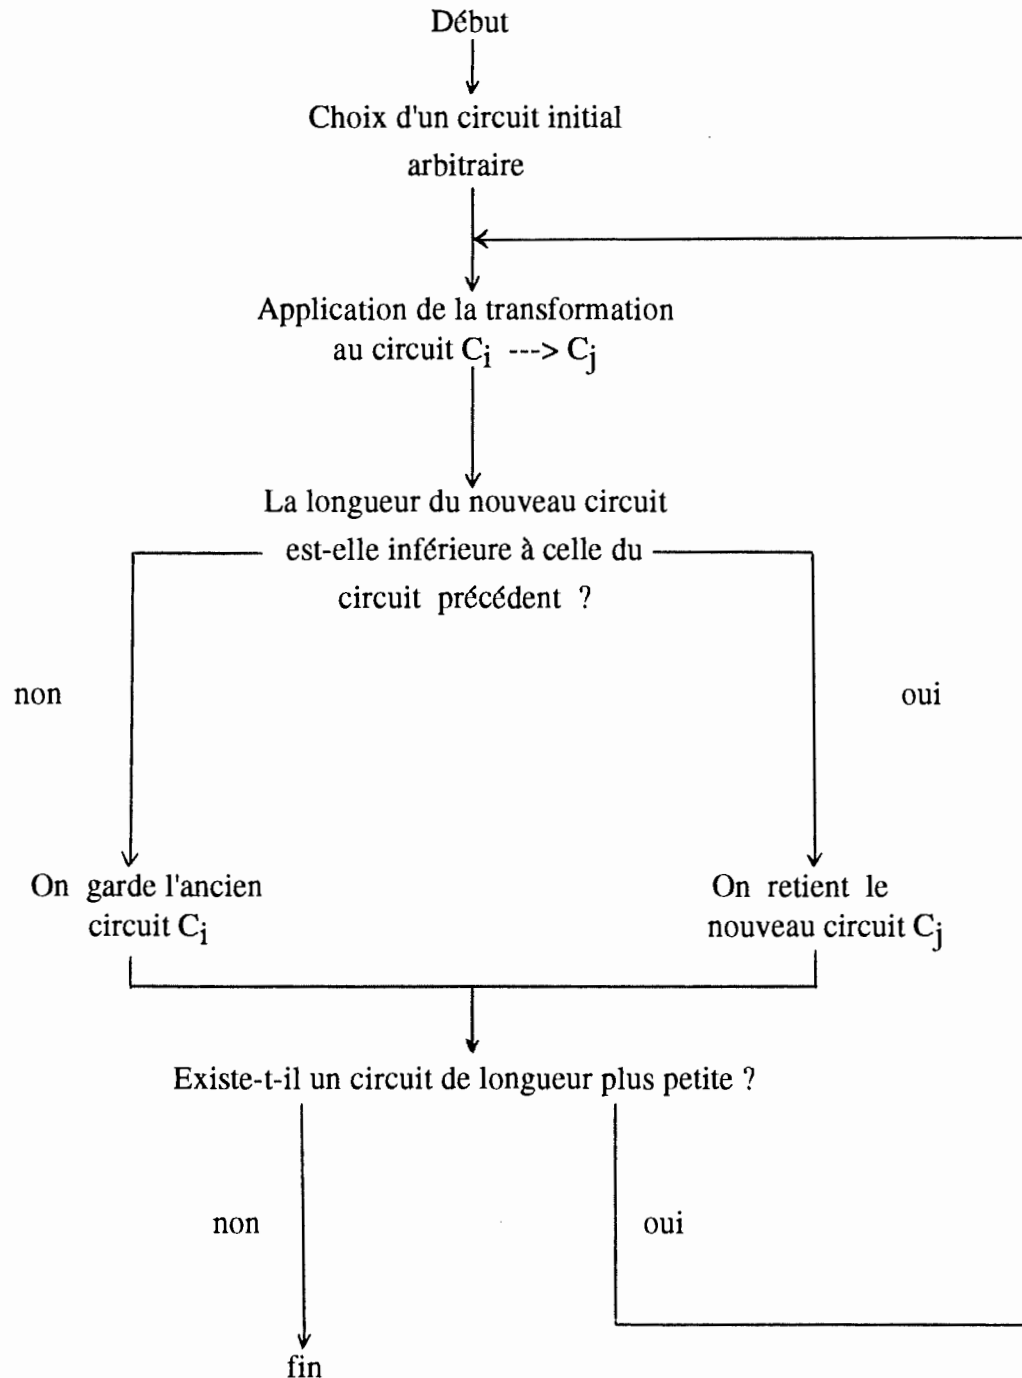 Début
Choix d'un circuit initial
arbitraire
Application de la transformation
au circuit Ci ---> Cj
La longueur du nouveau circuit
est-elle inférieure à celle du
circuit précédent ?
non
oui
On garde l'ancien
circuit Ci
On retient le
nouveau circuit Cj
Existe-t-il un circuit de longueur plus petite ?
non
oui
fin